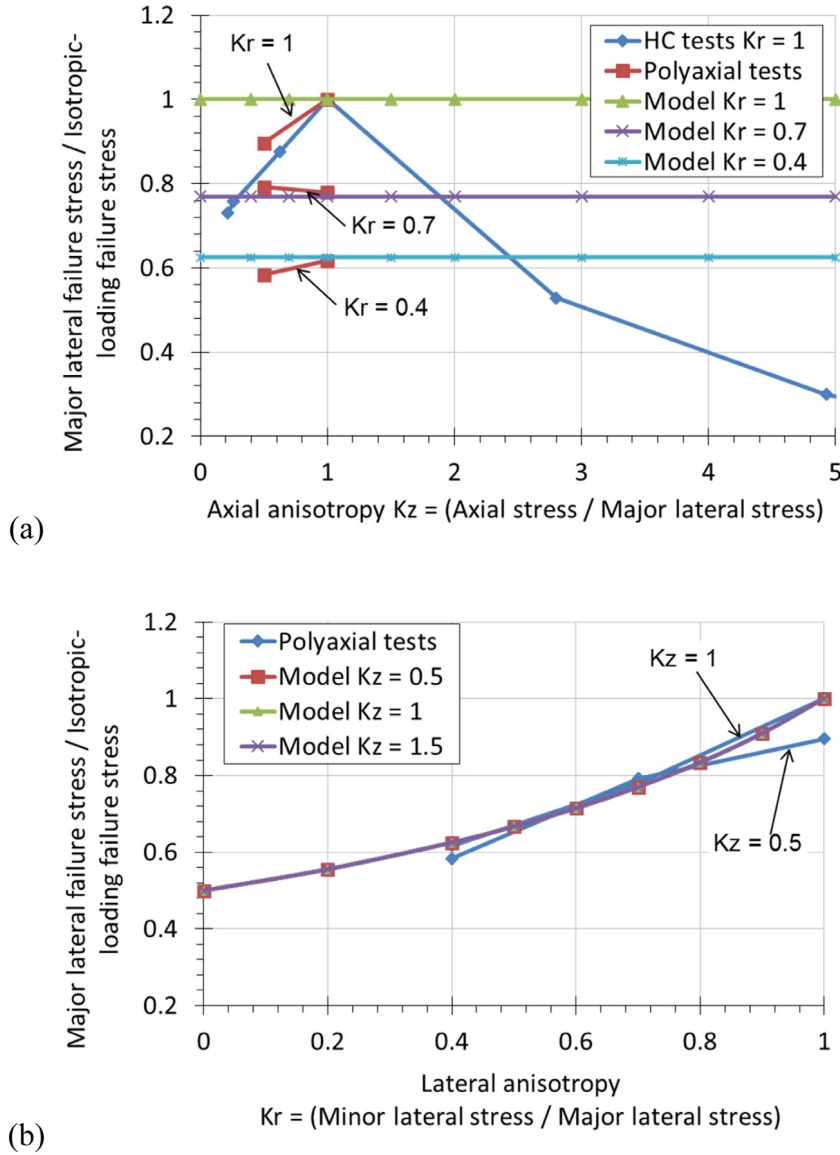 1.2
1
0.8
0.6
0.4
0.2
Major lateral failure stress / Isotropic-
loading failure stress
Kr = 1
Kr = 0.7
Kr = 0.4
HC tests Kr = 1
Polyaxial tests
Model Kr = 1
Model Kr = 0.7
Model Kr = 0.4
0 1 2 3 4 5
Axial anisotropy Kz = (Axial stress / Major lateral stress)
(a)
1.2
1
0.8
0.6
0.4
0.2
Major lateral failure stress / Isotropic-
loading failure stress
Polyaxial tests
Model Kz = 0.5
Model Kz = 1
Model Kz = 1.5
Kz = 1
Kz = 0.5
0 0.2 0.4 0.6 0.8 1
Lateral anisotropy
Kr = (Minor lateral stress / Major lateral stress)
(b)